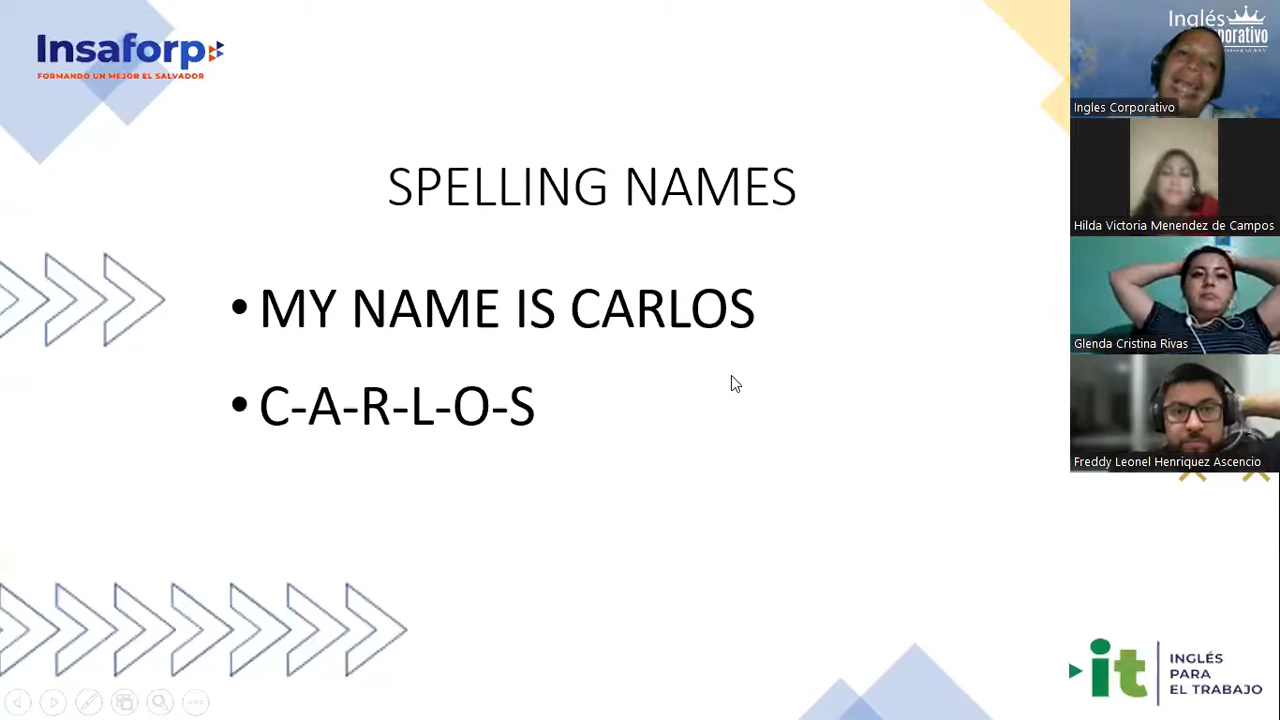 Insaforp
FORMANDO UN MEJOR EL SALVADOR
SPELLING NAMES
• MY NAME IS CARLOS
• C-A-R-L-O-S
Inglés
Ingles Corporativo
Hilda Victoria Menendez de Campos
Glenda Cristina Rivas
Freddy Leonel Henriquez Ascencio
it
INGLÉS
PARA
EL TRABAJO